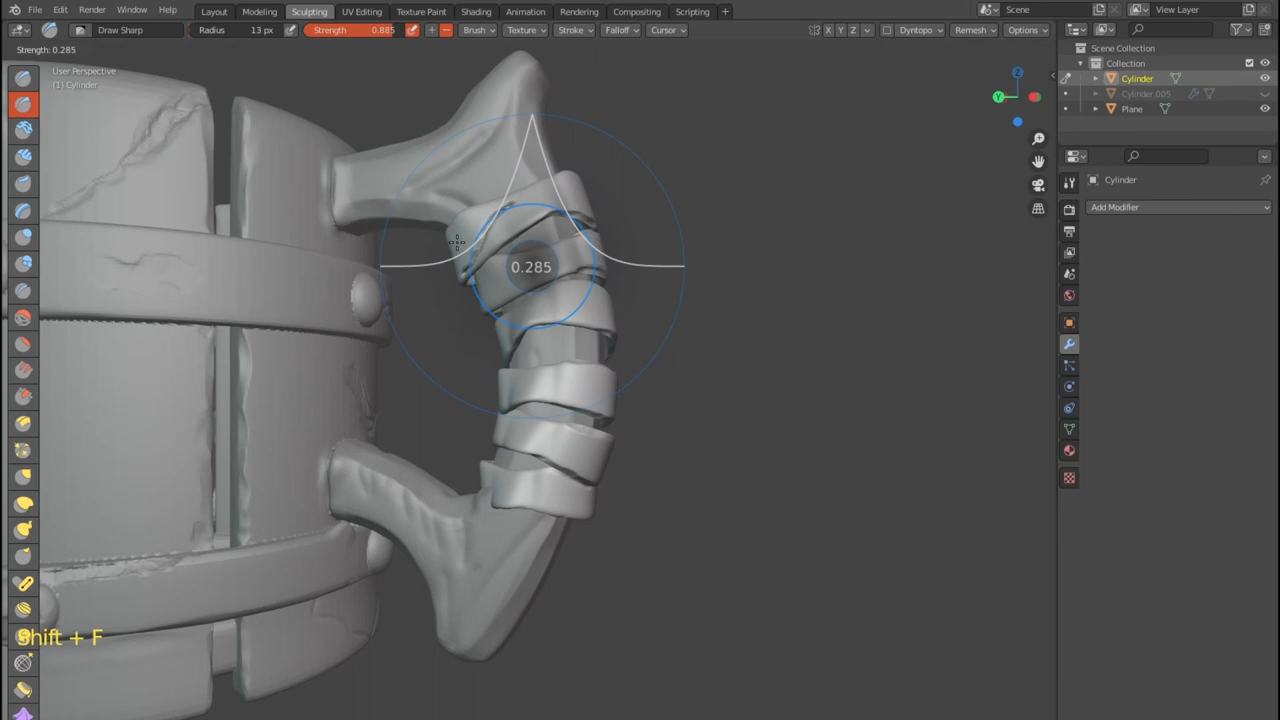 File Edit Render Window Help Layout Modeling Sculpting UV Editing Texture Paint Shading Animation Rendering Compositing Scripting + Scene View Layer
Draw Sharp Radius 13 px Strength 0.885 + − Brush Texture Stroke Falloff Cursor X Y Z Dyntopo Remesh Options
Strength: 0.285
Scene Collection
User Perspective
(1) Cylinder
Collection
Cylinder
Cylinder.005
Plane
Z
Y
Cylinder
Add Modifier
0.285
Shift + F